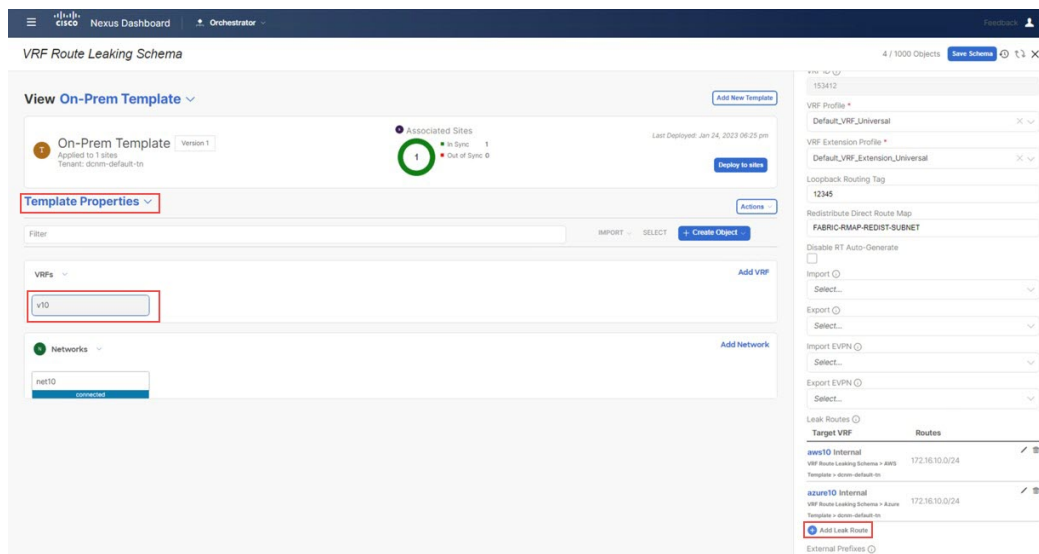 cisco Nexus Dashboard Orchestrator Feedback
VRF Route Leaking Schema
4 / 1000 Objects Save Schema
View On-Prem Template
Add New Template
T On-Prem Template Version 1
Applied to 1 sites
Tenant: dcnm-default-tn
Associated Sites
1
In Sync 1
Out of Sync 0
Last Deployed: Jan 24, 2023 06:25 pm
Deploy to sites
Template Properties
Actions
Filter
IMPORT SELECT + Create Object
VRFs
Add VRF
v10
Networks
Add Network
net10
connected
VRF ID
153412
VRF Profile *
Default_VRF_Universal
VRF Extension Profile *
Default_VRF_Extension_Universal
Loopback Routing Tag
12345
Redistribute Direct Route Map
FABRIC-RMAP-REDIST-SUBNET
Disable RT Auto-Generate
Import
Select...
Export
Select...
Import EVPN
Select...
Export EVPN
Select...
Leak Routes
Target VRF Routes
aws10 Internal
VRF Route Leaking Schema > AWS
Template > dcnm-default-tn
172.16.10.0/24
azure10 Internal
VRF Route Leaking Schema > Azure
Template > dcnm-default-tn
172.16.10.0/24
Add Leak Route
External Prefixes